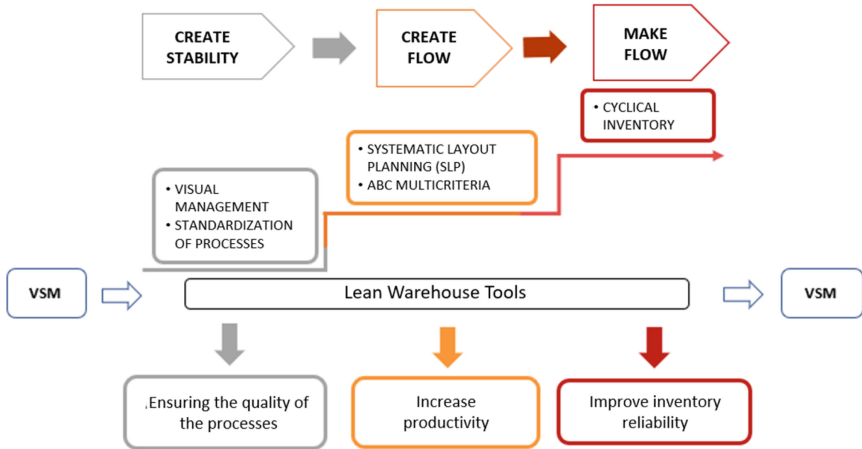 CREATE
STABILITY
CREATE
FLOW
MAKE
FLOW
• CYCLICAL
INVENTORY
• SYSTEMATIC LAYOUT
PLANNING (SLP)
• ABC MULTICRITERIA
• VISUAL
MANAGEMENT
• STANDARDIZATION
OF PROCESSES
VSM
Lean Warehouse Tools
VSM
.Ensuring the quality of
the processes
Increase
productivity
Improve inventory
reliability